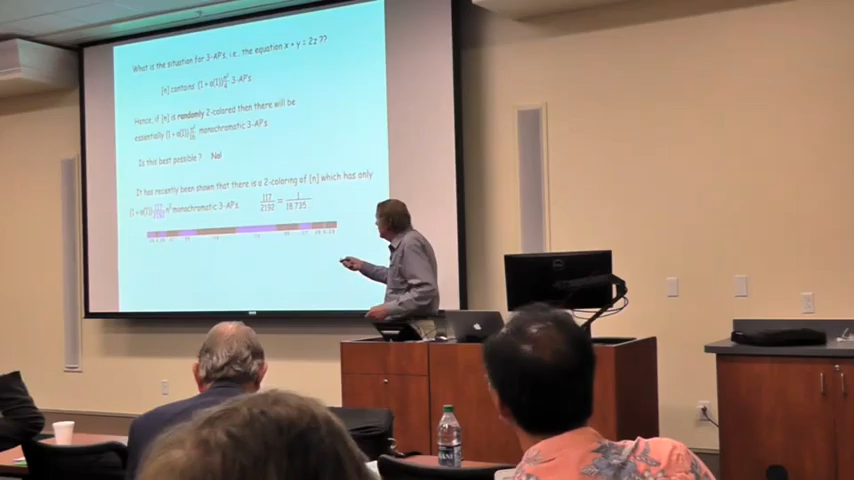 What is the situation for 3-AP's, i.e., the equation x + y = 2z ??
[n] contains (1 + o(1)) n²/4 3-APs
Hence, if [n] is randomly 2-colored then there will be
essentially (1 + o(1)) n²/16 monochromatic 3-APs.
Is this best possible? No!
It has recently been shown that there is a 2-coloring of [n] which has only
(1 + o(1)) 117/2192 n² monochromatic 3-APs 117/2192 = 1/18.735...